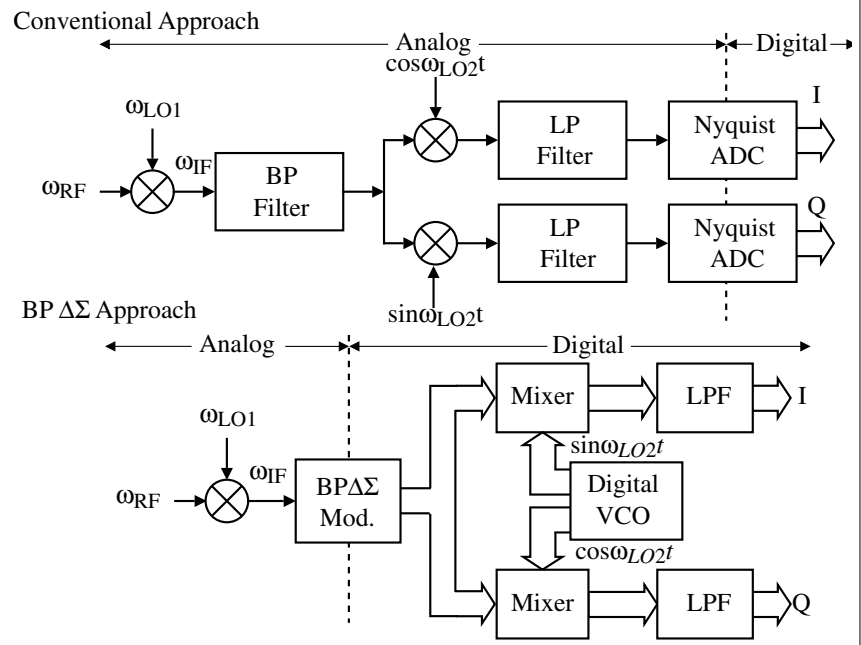 Conventional Approach
Analog
Digital
cosωLO2t
ωLO1
ωRF
ωIF
BP
Filter
LP
Filter
Nyquist
ADC
I
LP
Filter
Nyquist
ADC
Q
sinωLO2t
BP ΔΣ Approach
Analog
Digital
ωLO1
ωRF
ωIF
BPΔΣ
Mod.
Mixer
LPF
I
sinωLO2t
Digital
VCO
cosωLO2t
Mixer
LPF
Q